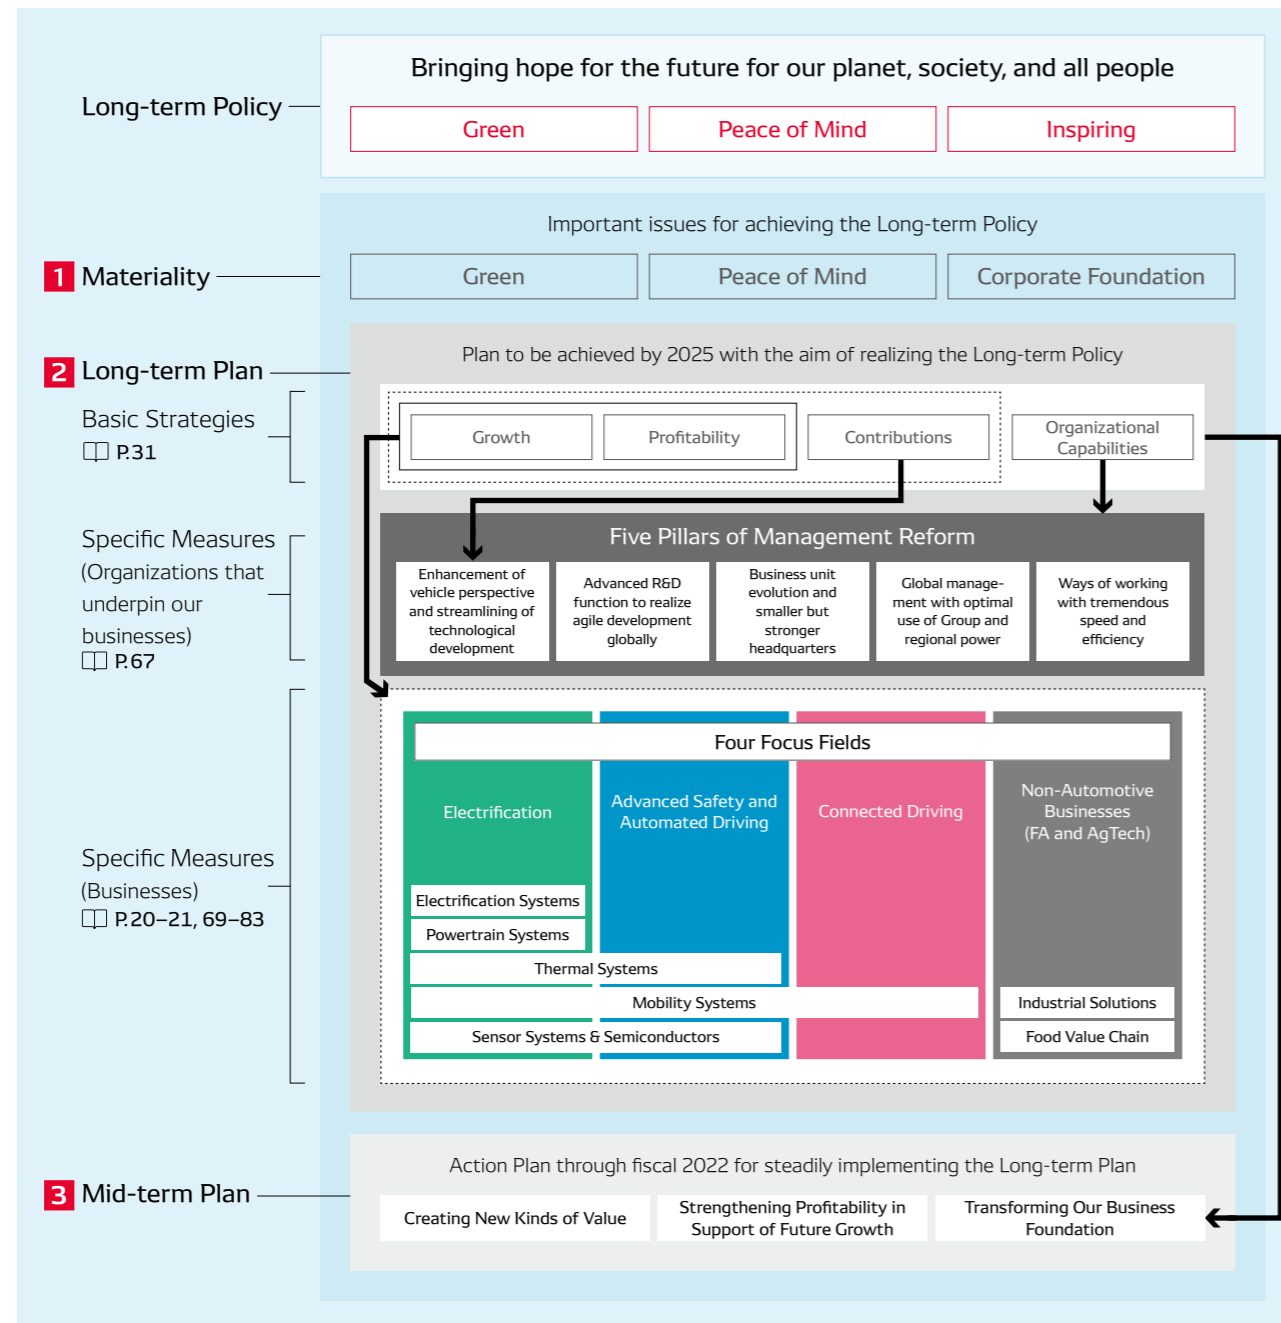 Long-term Policy
Bringing hope for the future for our planet, society, and all people
Green
Peace of Mind
Inspiring
1 Materiality
Important issues for achieving the Long-term Policy
Green
Peace of Mind
Corporate Foundation
2 Long-term Plan
Plan to be achieved by 2025 with the aim of realizing the Long-term Policy
Basic Strategies
P.31
Growth
Profitability
Contributions
Organizational
Capabilities
Specific Measures
(Organizations that
underpin our
businesses)
P.67
Five Pillars of Management Reform
Enhancement of
vehicle perspective
and streamlining of
technological
development
Advanced R&D
function to realize
agile development
globally
Business unit
evolution and
smaller but
stronger
headquarters
Global manage-
ment with optimal
use of Group and
regional power
Ways of working
with tremendous
speed and
efficiency
Specific Measures
(Businesses)
P.20–21, 69–83
Four Focus Fields
Electrification
Advanced Safety and
Automated Driving
Connected Driving
Non-Automotive
Businesses
(FA and AgTech)
Electrification Systems
Powertrain Systems
Thermal Systems
Mobility Systems
Sensor Systems & Semiconductors
Industrial Solutions
Food Value Chain
3 Mid-term Plan
Action Plan through fiscal 2022 for steadily implementing the Long-term Plan
Creating New Kinds of Value
Strengthening Profitability in
Support of Future Growth
Transforming Our Business
Foundation